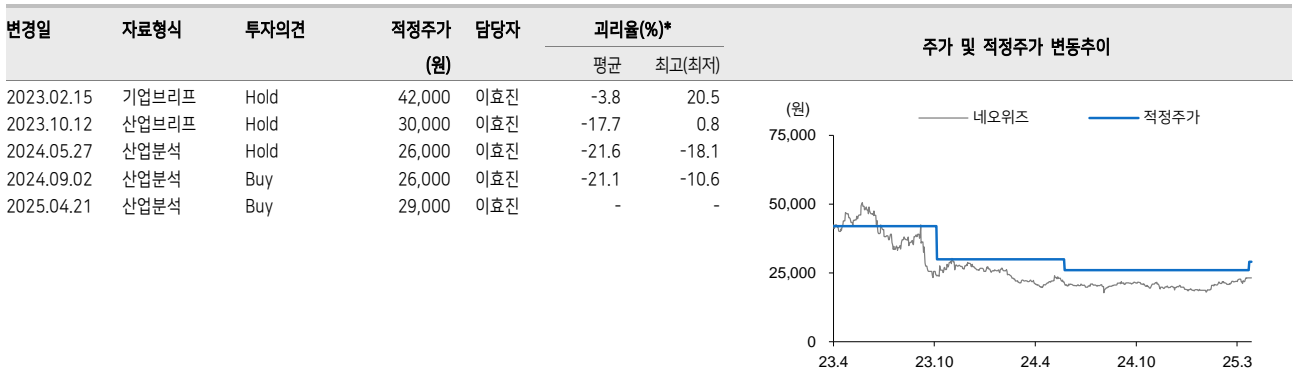 변경일 자료형식 투자의견 적정주가 담당자 괴리율(%)* 주가 및 적정주가 변동추이
(원) 평균 최고(최저)
2023.02.15 기업브리프 Hold 42,000 이효진 -3.8 20.5
2023.10.12 산업브리프 Hold 30,000 이효진 -17.7 0.8
2024.05.27 산업분석 Hold 26,000 이효진 -21.6 -18.1
2024.09.02 산업분석 Buy 26,000 이효진 -21.1 -10.6
2025.04.21 산업분석 Buy 29,000 이효진 - -
(원) 네오위즈 적정주가
75,000
50,000
25,000
0
23.4 23.10 24.4 24.10 25.3